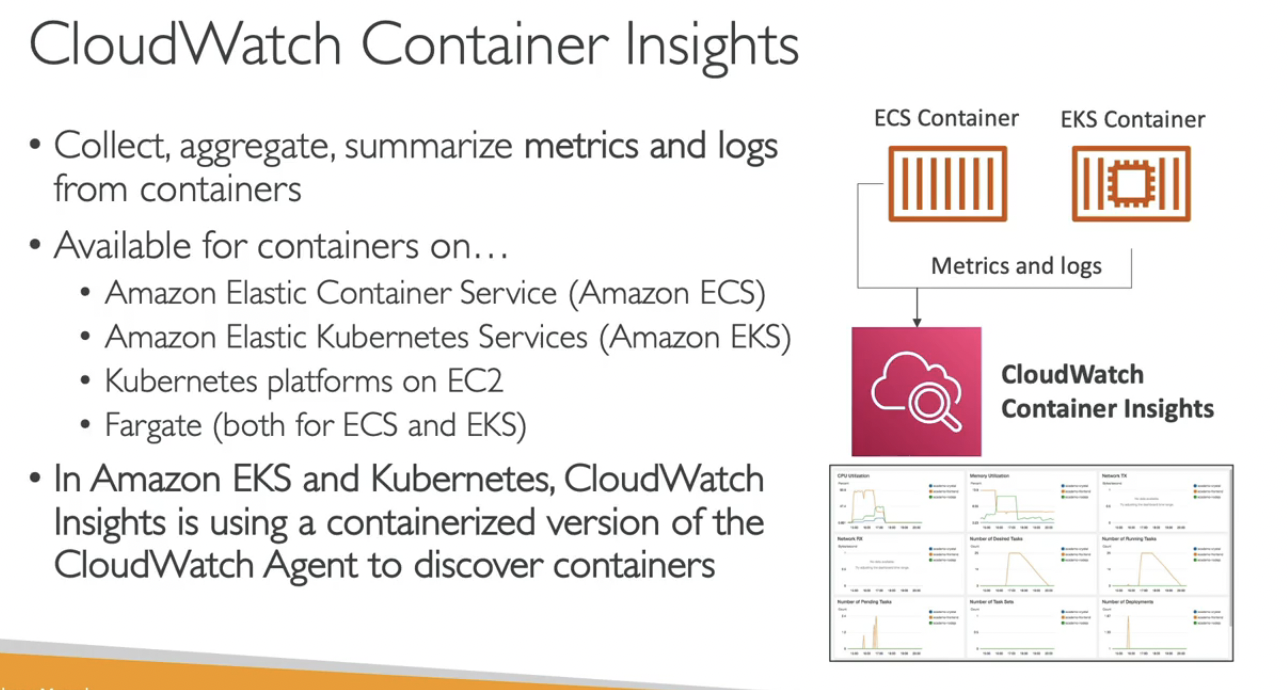 CloudWatch Container Insights
• Collect, aggregate, summarize metrics and logs
from containers
• Available for containers on…
• Amazon Elastic Container Service (Amazon ECS)
• Amazon Elastic Kubernetes Services (Amazon EKS)
• Kubernetes platforms on EC2
• Fargate (both for ECS and EKS)
• In Amazon EKS and Kubernetes, CloudWatch
Insights is using a containerized version of the
CloudWatch Agent to discover containers
ECS Container
EKS Container
Metrics and logs
CloudWatch
Container Insights
CPU Utilization
Memory Utilization
Network TX
Network RX
Number of Desired Tasks
Number of Running Tasks
Number of Pending Tasks
Number of Task Sets
Number of Deployments